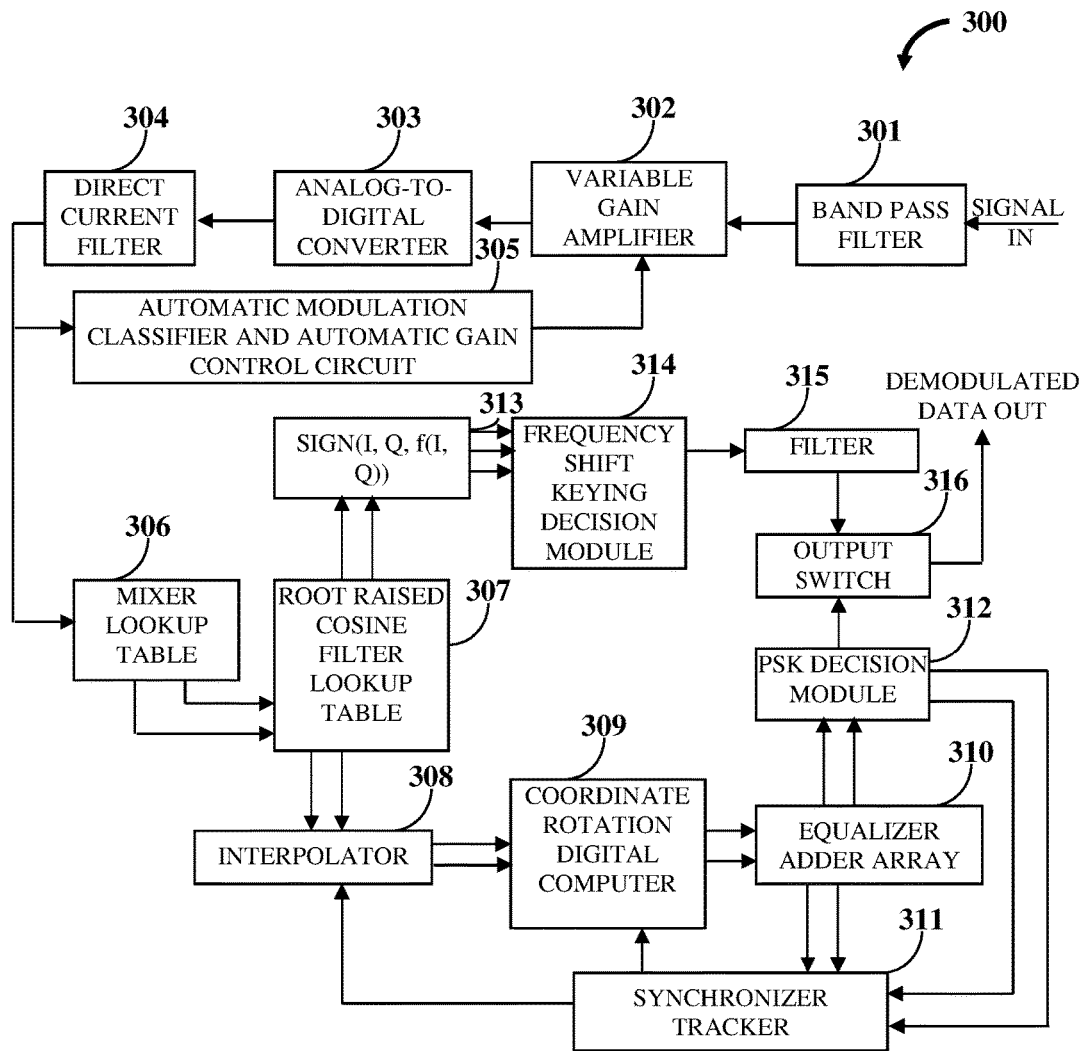 300
304
303
302
301
DIRECT
CURRENT
FILTER
ANALOG-TO-
DIGITAL
CONVERTER
VARIABLE
GAIN
AMPLIFIER
BAND PASS
FILTER
SIGNAL
IN
305
AUTOMATIC MODULATION
CLASSIFIER AND AUTOMATIC GAIN
CONTROL CIRCUIT
313
314
315
DEMODULATED
DATA OUT
SIGN(I, Q, f(I,
Q))
FREQUENCY
SHIFT
KEYING
DECISION
MODULE
FILTER
316
OUTPUT
SWITCH
306
MIXER
LOOKUP
TABLE
307
ROOT RAISED
COSINE
FILTER
LOOKUP
TABLE
312
PSK DECISION
MODULE
308
INTERPOLATOR
309
COORDINATE
ROTATION
DIGITAL
COMPUTER
310
EQUALIZER
ADDER ARRAY
311
SYNCHRONIZER
TRACKER